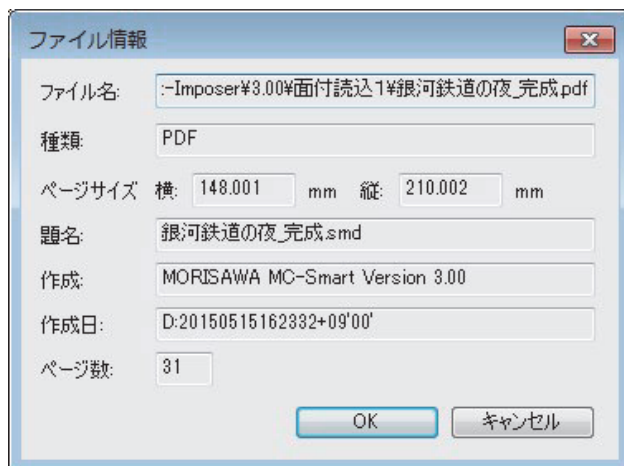 ファイル情報
ファイル名: :-Imposer¥3.00¥面付読込1¥銀河鉄道の夜_完成.pdf
種類: PDF
ページサイズ 横: 148.001 mm 縦: 210.002 mm
題名: 銀河鉄道の夜_完成.smd
作成: MORISAWA MC-Smart Version 3.00
作成日: D:20150515162332+09'00'
ページ数: 31
OK キャンセル